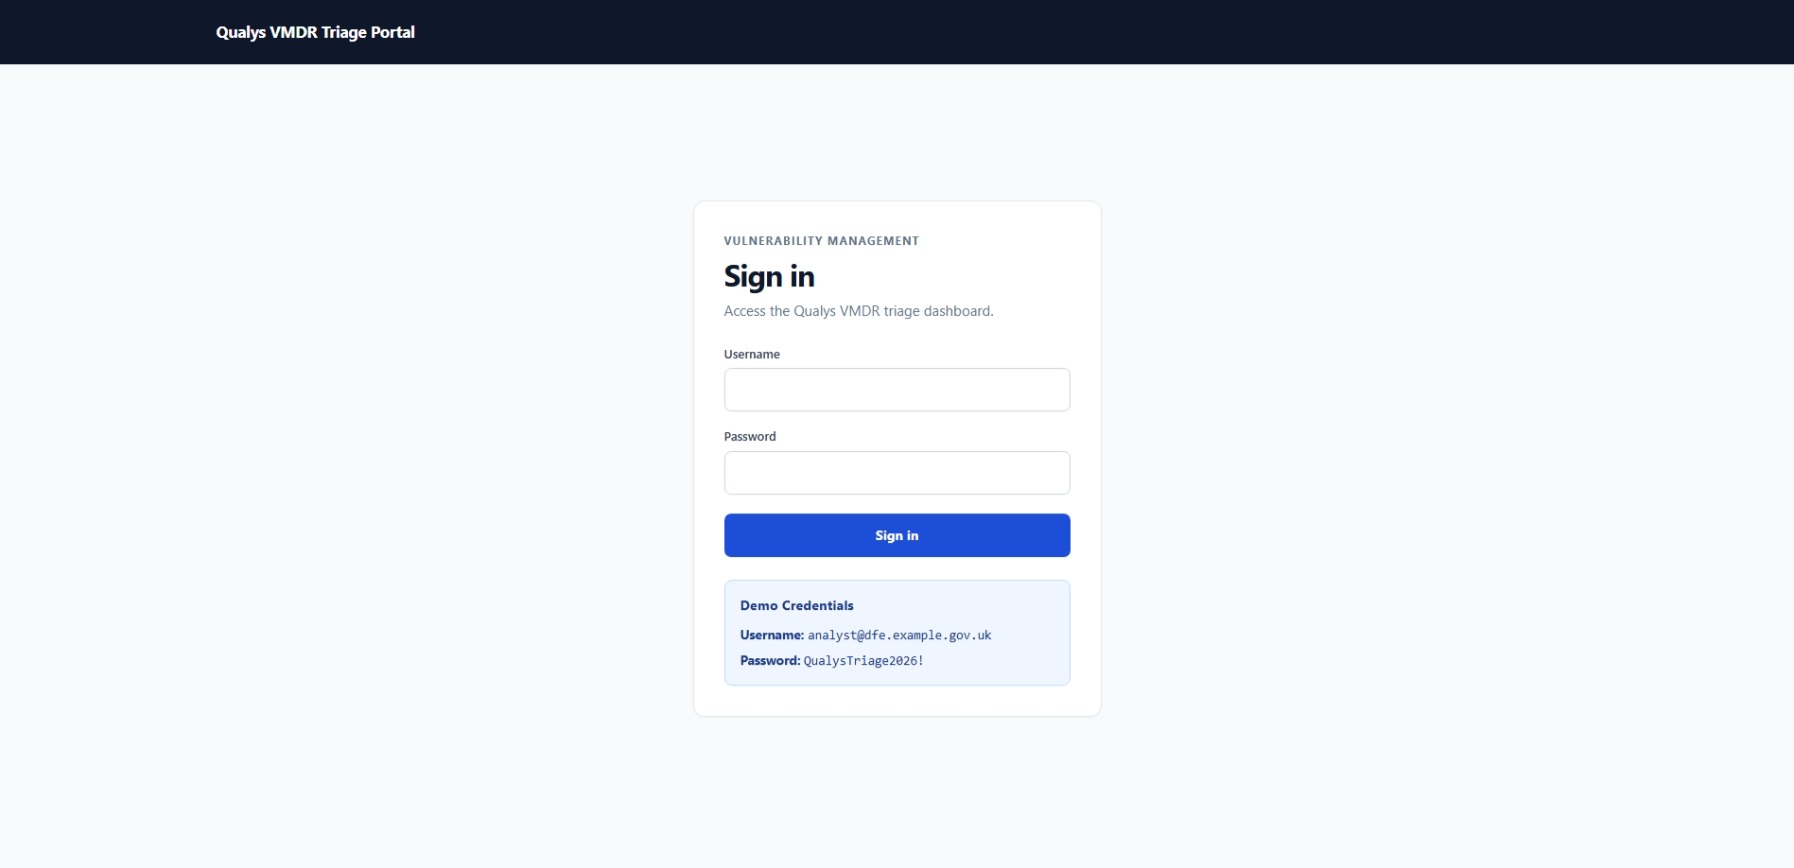 Qualys VMDR Triage Portal
VULNERABILITY MANAGEMENT
Sign in
Access the Qualys VMDR triage dashboard.
Username
Password
Sign in
Demo Credentials
Username: analyst@dfe.example.gov.uk
Password: QualysTriage2026!